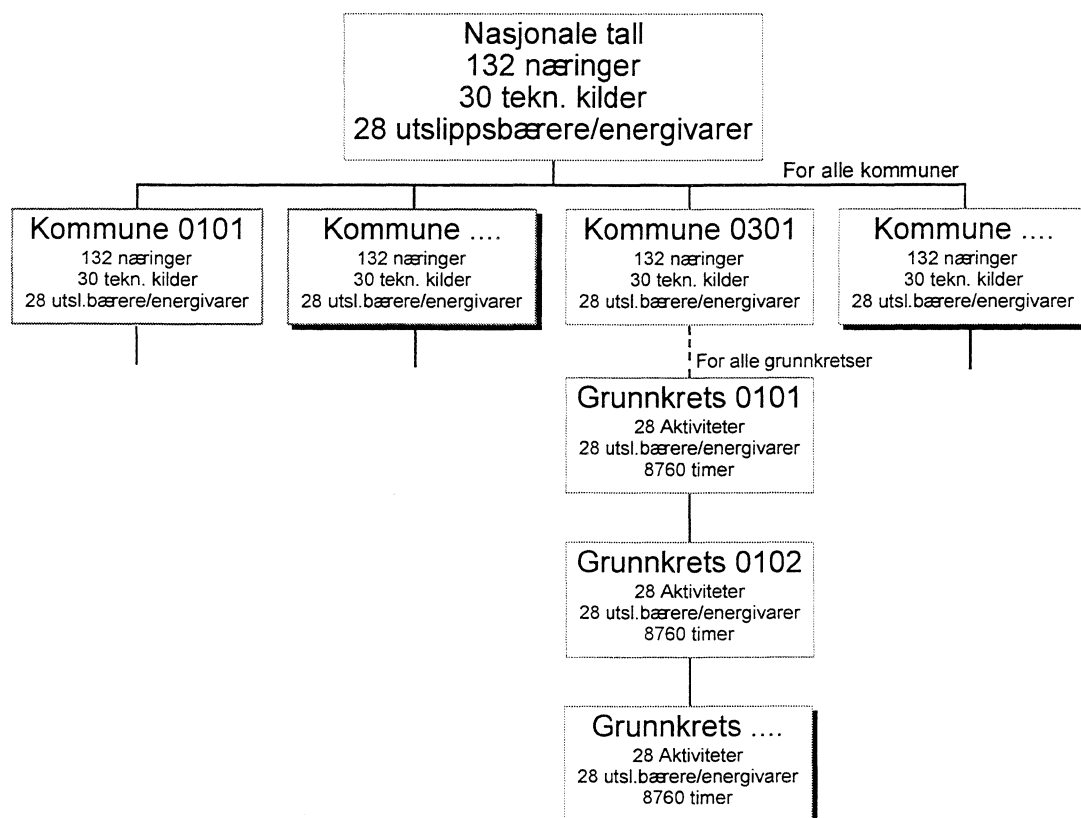 Nasjonale tall
132 næringer
30 tekn. kilder
28 utslippsbærere/energivarer
For alle kommuner
Kommune 0101
132 næringer
30 tekn. kilder
28 utsl.bærere/energivarer
Kommune ....
132 næringer
30 tekn. kilder
28 utsl.bærere/energivarer
Kommune 0301
132 næringer
30 tekn. kilder
28 utsl.bærere/energivarer
Kommune ....
132 næringer
30 tekn. kilder
28 utsl.bærere/energivarer
For alle grunnkretser
Grunnkrets 0101
28 Aktiviteter
28 utsl.bærere/energivarer
8760 timer
Grunnkrets 0102
28 Aktiviteter
28 utsl.bærere/energivarer
8760 timer
Grunnkrets ....
28 Aktiviteter
28 utsl.bærere/energivarer
8760 timer